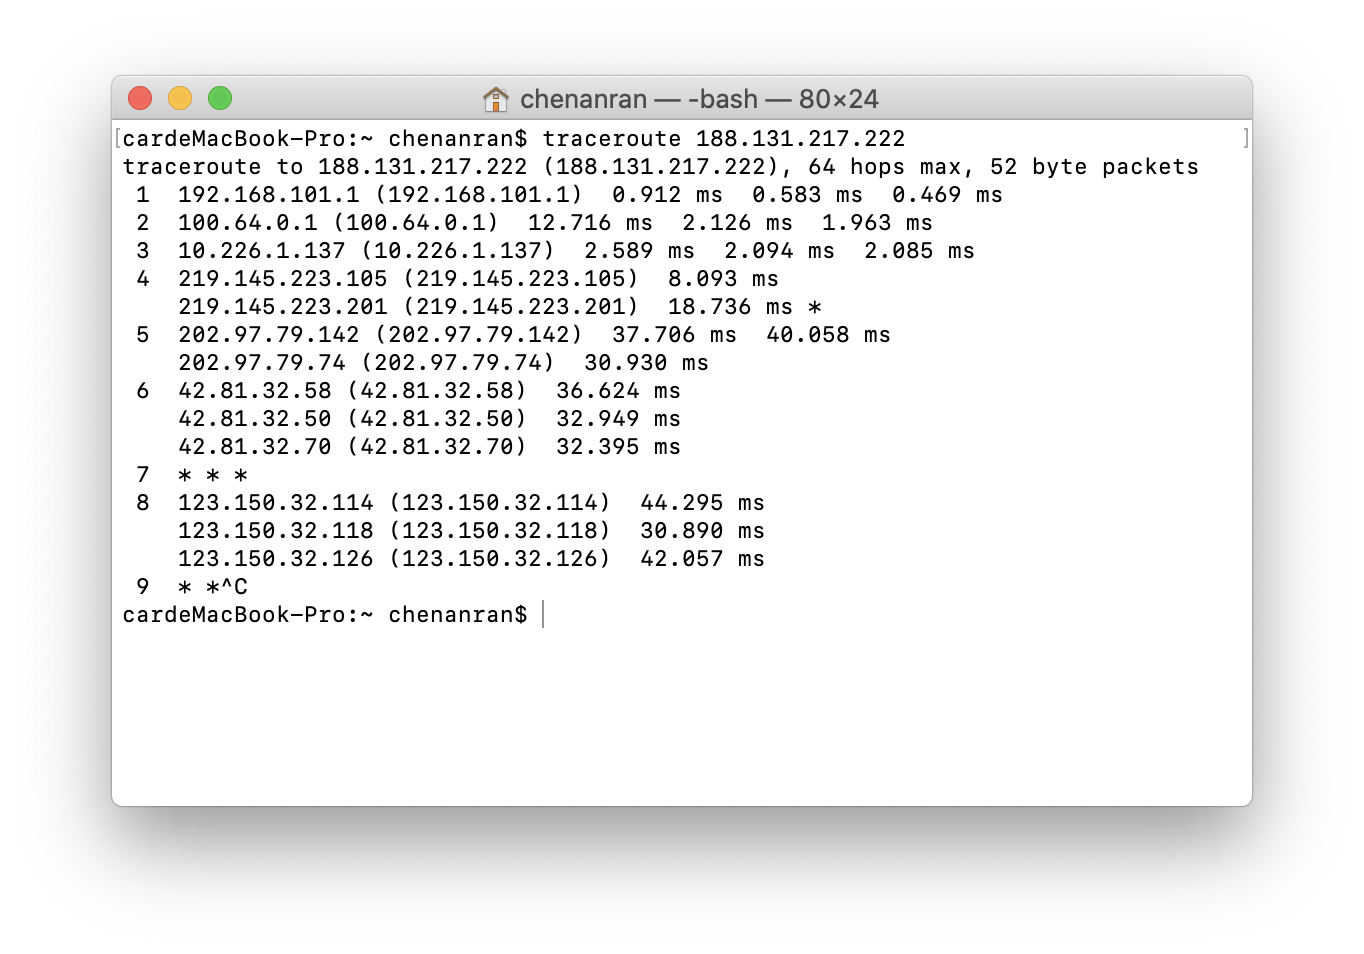 chenanran — -bash — 80×24
[cardeMacBook-Pro:~ chenanran$ traceroute 188.131.217.222 ]
traceroute to 188.131.217.222 (188.131.217.222), 64 hops max, 52 byte packets
 1  192.168.101.1 (192.168.101.1)  0.912 ms  0.583 ms  0.469 ms
 2  100.64.0.1 (100.64.0.1)  12.716 ms  2.126 ms  1.963 ms
 3  10.226.1.137 (10.226.1.137)  2.589 ms  2.094 ms  2.085 ms
 4  219.145.223.105 (219.145.223.105)  8.093 ms
    219.145.223.201 (219.145.223.201)  18.736 ms *
 5  202.97.79.142 (202.97.79.142)  37.706 ms  40.058 ms
    202.97.79.74 (202.97.79.74)  30.930 ms
 6  42.81.32.58 (42.81.32.58)  36.624 ms
    42.81.32.50 (42.81.32.50)  32.949 ms
    42.81.32.70 (42.81.32.70)  32.395 ms
 7  * * *
 8  123.150.32.114 (123.150.32.114)  44.295 ms
    123.150.32.118 (123.150.32.118)  30.890 ms
    123.150.32.126 (123.150.32.126)  42.057 ms
 9  * *^C
cardeMacBook-Pro:~ chenanran$